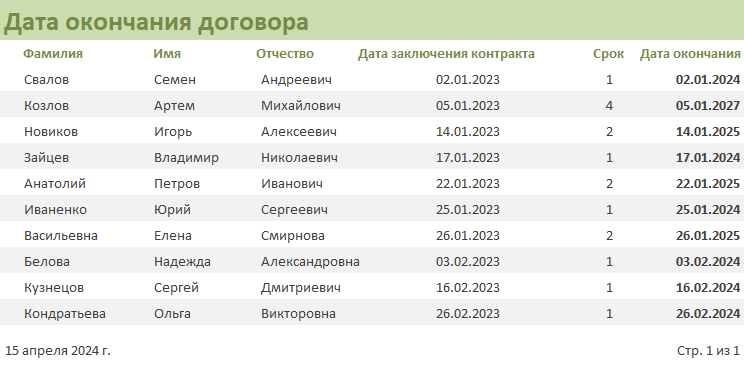 Дата окончания договора
Фамилия Имя Отчество Дата заключения контракта Срок Дата окончания
Свалов Семен Андреевич 02.01.2023 1 02.01.2024
Козлов Артем Михайлович 05.01.2023 4 05.01.2027
Новиков Игорь Алексеевич 14.01.2023 2 14.01.2025
Зайцев Владимир Николаевич 17.01.2023 1 17.01.2024
Анатолий Петров Иванович 22.01.2023 2 22.01.2025
Иваненко Юрий Сергеевич 25.01.2023 1 25.01.2024
Васильевна Елена Смирнова 26.01.2023 2 26.01.2025
Белова Надежда Александровна 03.02.2023 1 03.02.2024
Кузнецов Сергей Дмитриевич 16.02.2023 1 16.02.2024
Кондратьева Ольга Викторовна 26.02.2023 1 26.02.2024
15 апреля 2024 г. Стр. 1 из 1